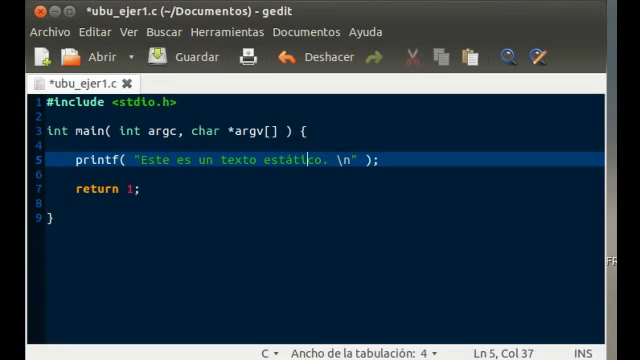 *ubu_ejer1.c (~/Documentos) - gedit
Archivo Editar Ver Buscar Herramientas Documentos Ayuda
Abrir Guardar Deshacer
*ubu_ejer1.c
1 #include <stdio.h>
2
3 int main( int argc, char *argv[] ) {
4
5 printf( "Este es un texto estático. \n" );
6
7 return 1;
8
9 }
C Ancho de la tabulación: 4 Ln 5, Col 37 INS
FR